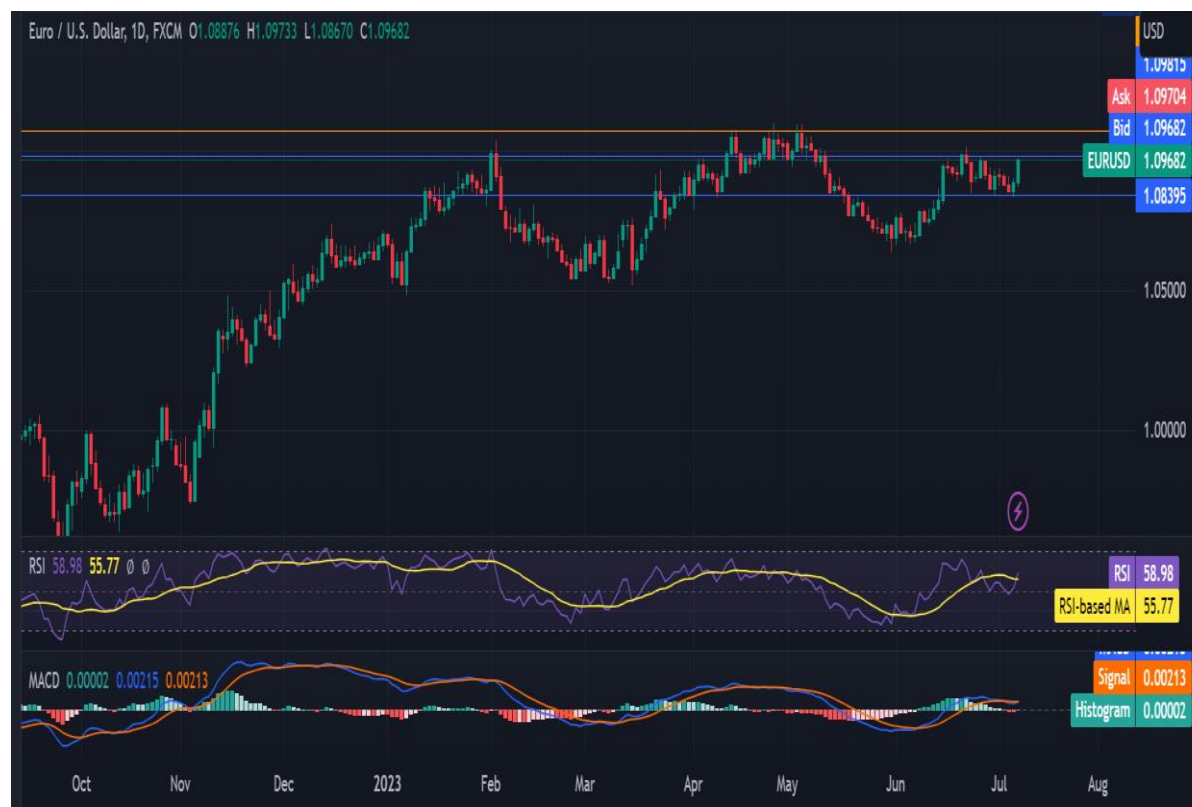 Euro / U.S. Dollar, 1D, FXCM O1.08876 H1.09733 L1.08670 C1.09682
USD
1.09815
Ask 1.09704
Bid 1.09682
EURUSD 1.09682
1.08395
1.05000
1.00000
RSI 58.98 55.77 Ø Ø
RSI 58.98
RSI-based MA 55.77
MACD 0.00002 0.00215 0.00213
Signal 0.00213
Histogram 0.00002
Oct Nov Dec 2023 Feb Mar Apr May Jun Jul Aug